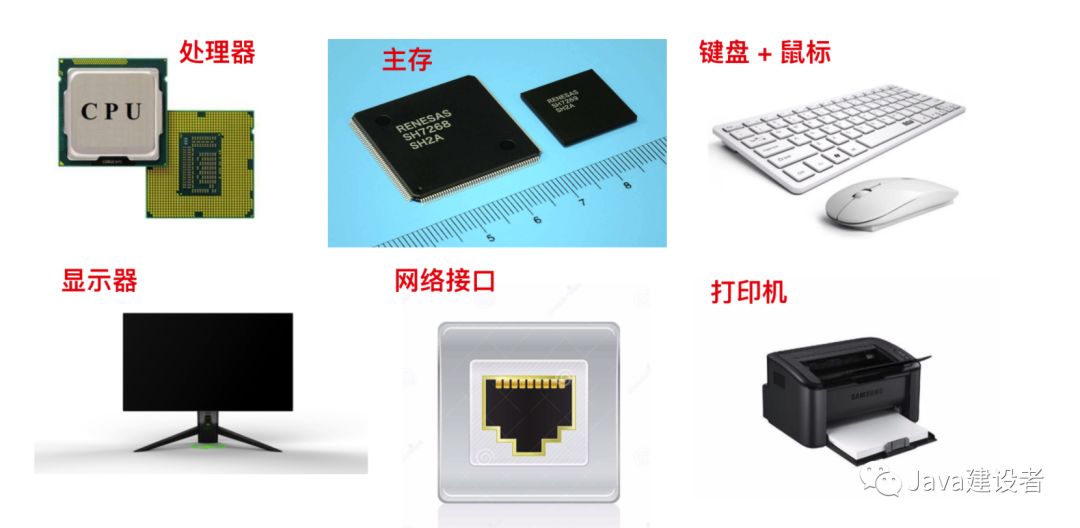 处理器
主存
键盘 + 鼠标
CPU
RENESAS
SH7268
SH2A
RENESAS
SH7269
SH2A
5
6
7
8
显示器
网络接口
打印机
SAMSUNG
Java建设者